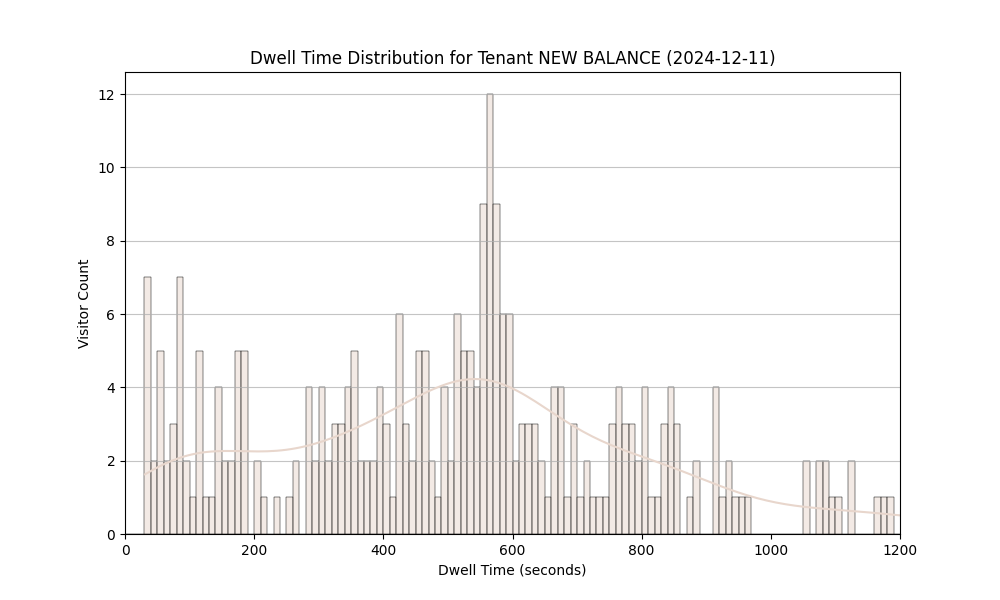 Dwell Time Distribution for Tenant NEW BALANCE (2024-12-11)
Visitor Count
12
10
8
6
4
2
0
0 200 400 600 800 1000 1200
Dwell Time (seconds)